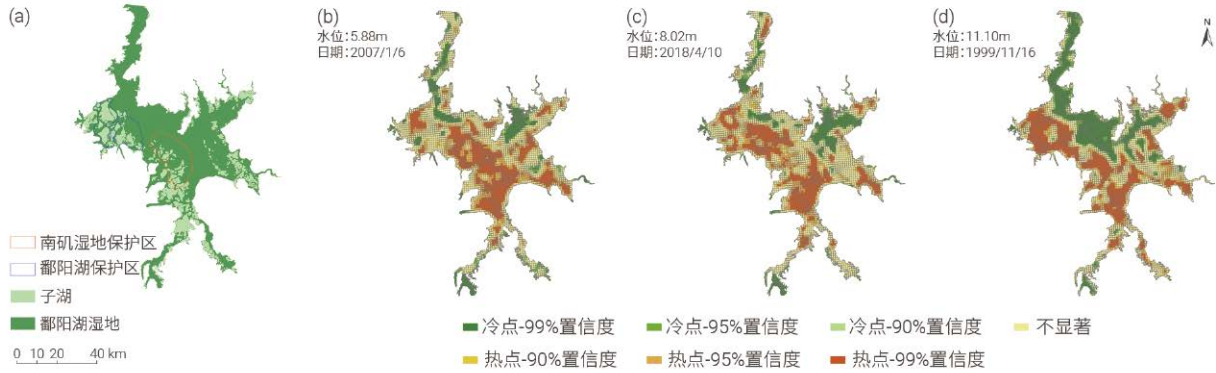 (a)
(b)
水位：5.88m
日期：2007/1/6
(c)
水位：8.02m
日期：2018/4/10
(d)
水位：11.10m
日期：1999/11/16
N
南矶湿地保护区
鄱阳湖保护区
子湖
鄱阳湖湿地
0 10 20 40 km
冷点-99%置信度
冷点-95%置信度
冷点-90%置信度
不显著
热点-90%置信度
热点-95%置信度
热点-99%置信度